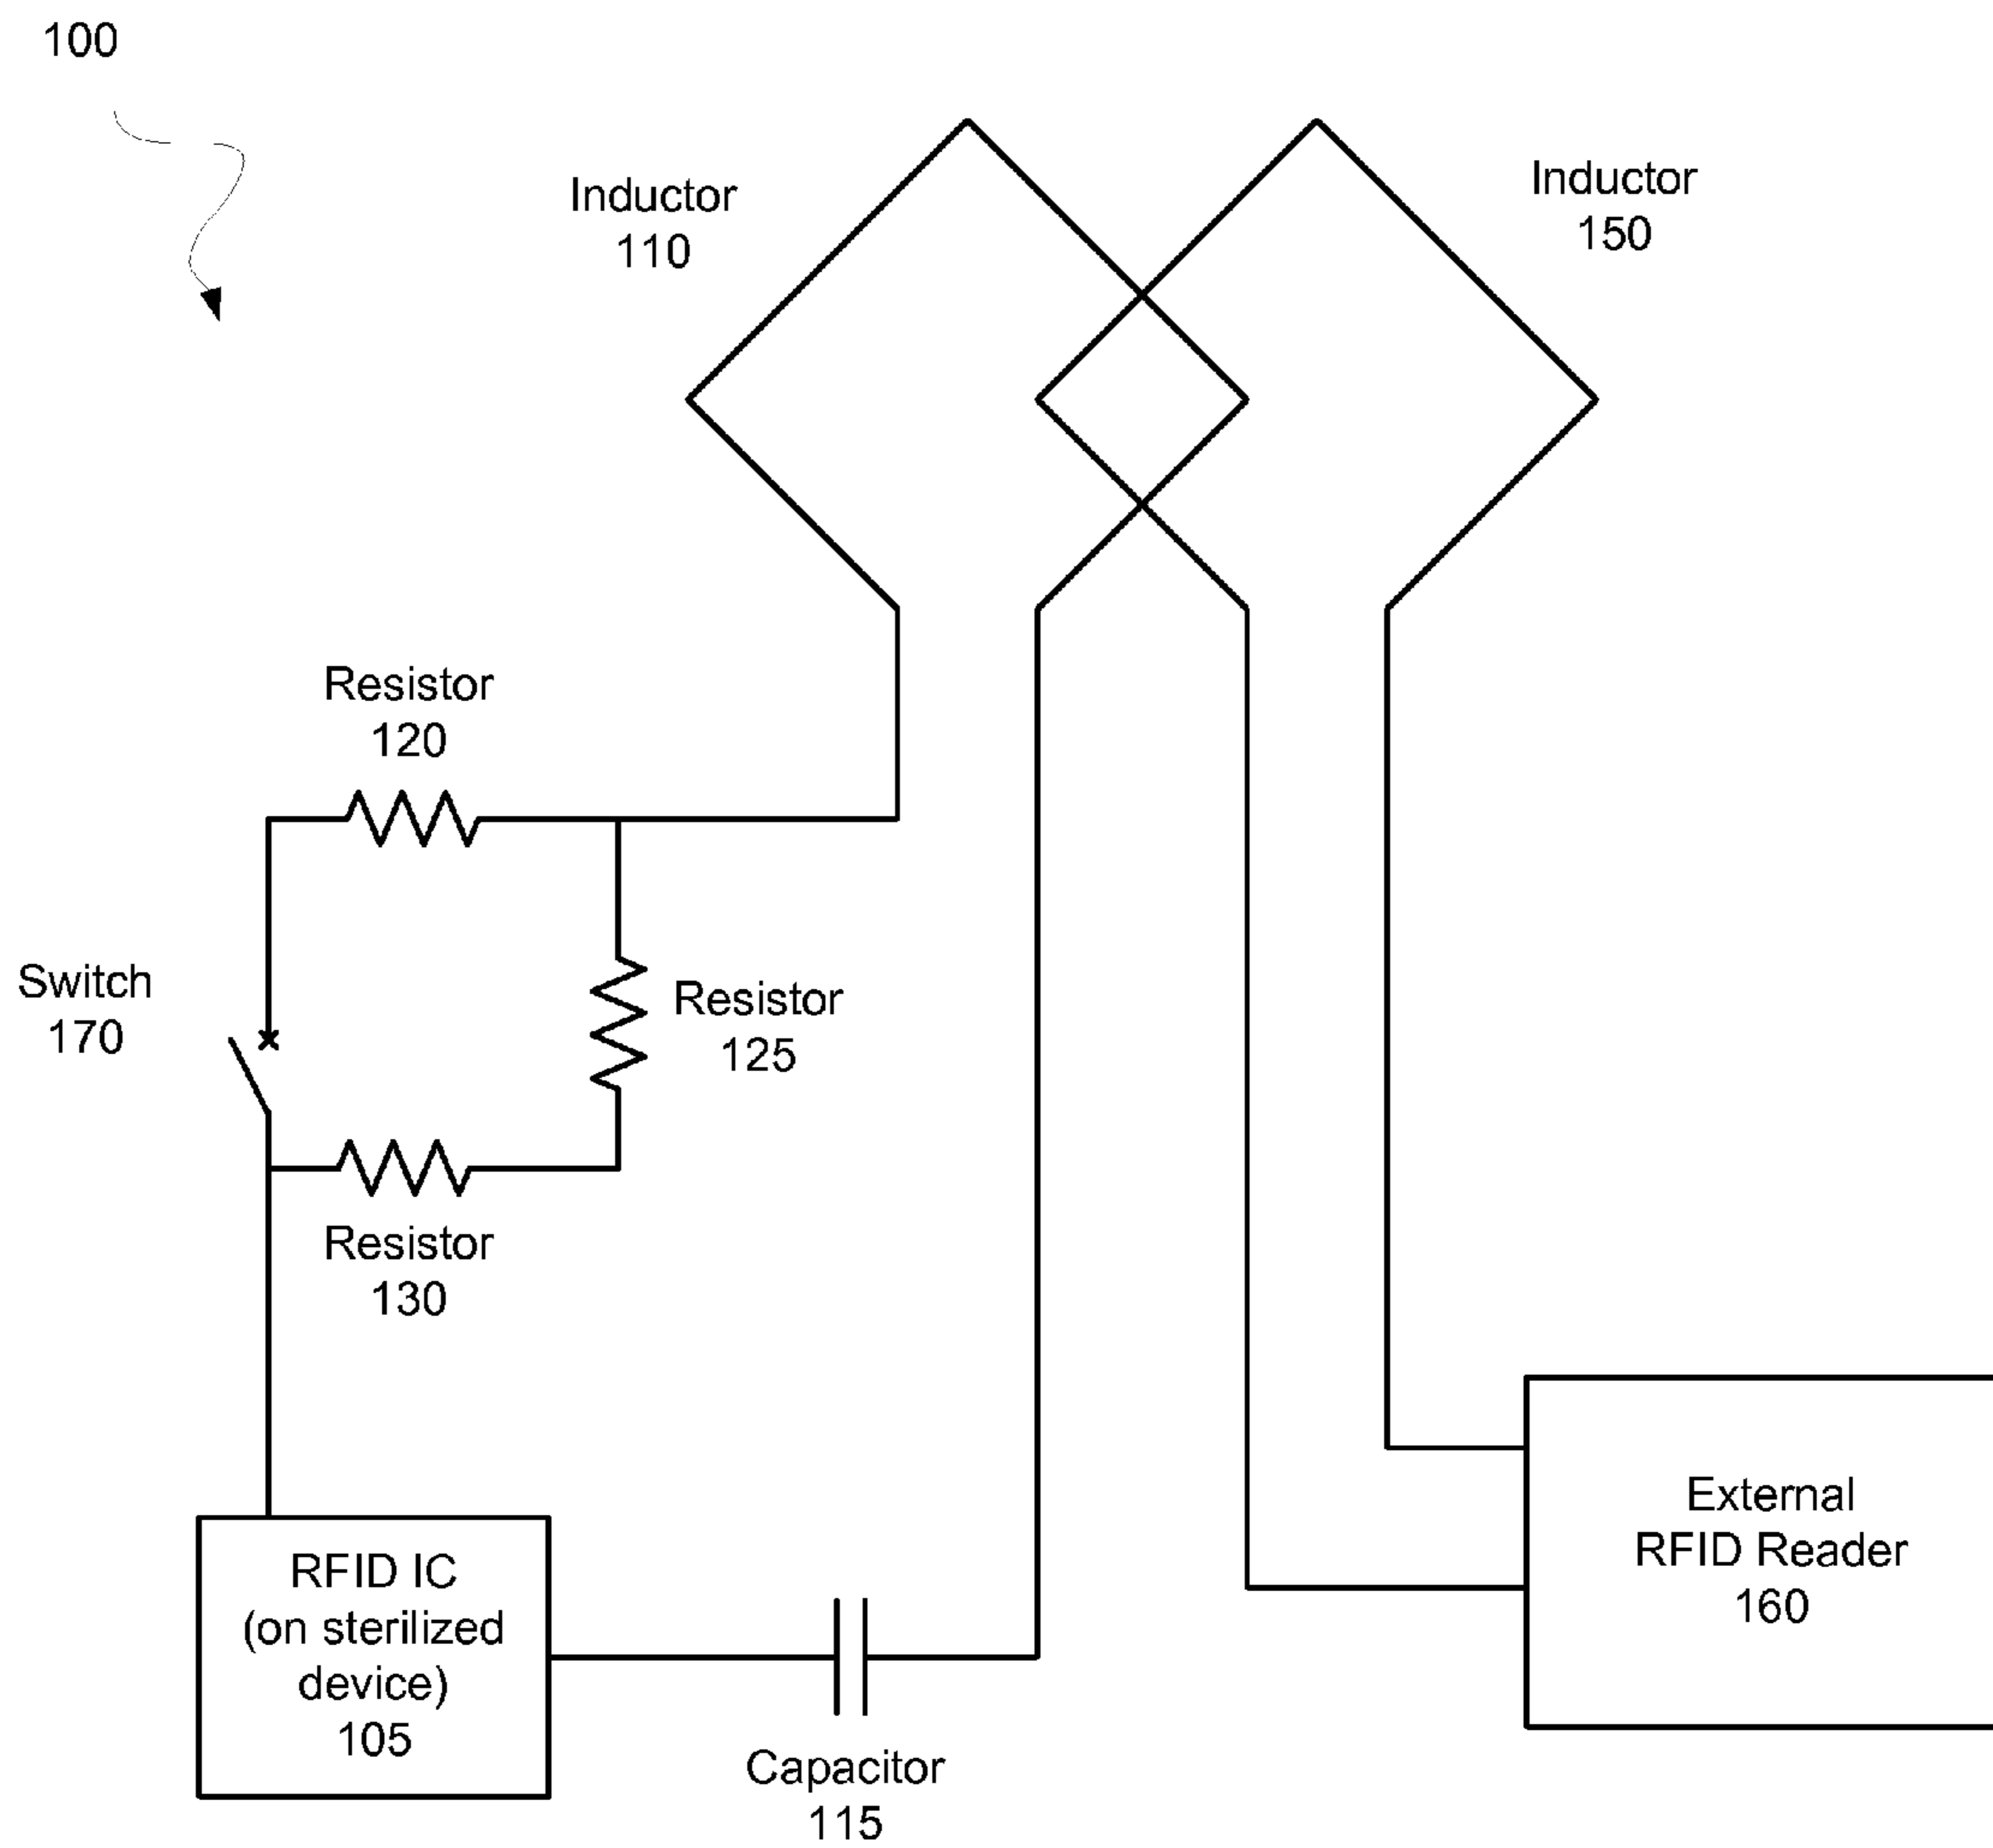 100
Inductor
110
Inductor
150
Resistor
120
Switch
170
Resistor
125
Resistor
130
RFID IC
(on sterilized
device)
105
External
RFID Reader
160
Capacitor
115